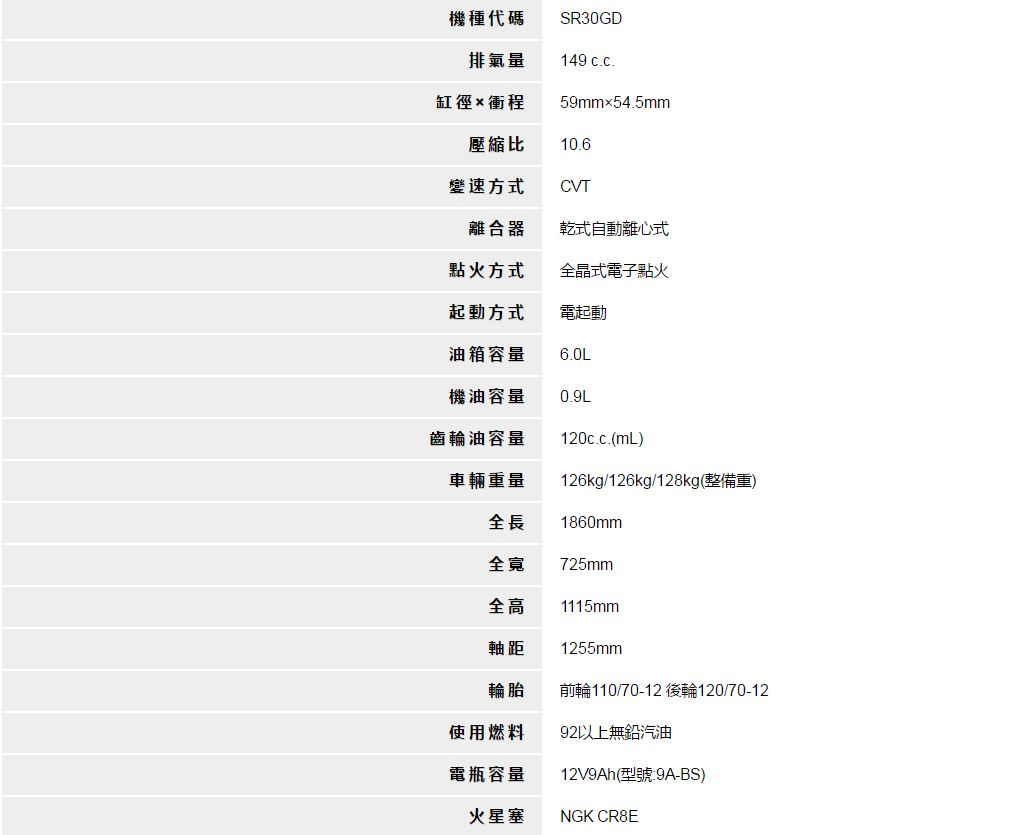 機種代碼 SR30GD
排氣量 149 c.c.
缸徑×衝程 59mm×54.5mm
壓縮比 10.6
變速方式 CVT
離合器 乾式自動離心式
點火方式 全晶式電子點火
起動方式 電起動
油箱容量 6.0L
機油容量 0.9L
齒輪油容量 120c.c.(mL)
車輛重量 126kg/126kg/128kg(整備重)
全長 1860mm
全寬 725mm
全高 1115mm
軸距 1255mm
輪胎 前輪110/70-12 後輪120/70-12
使用燃料 92以上無鉛汽油
電瓶容量 12V9Ah(型號:9A-BS)
火星塞 NGK CR8E